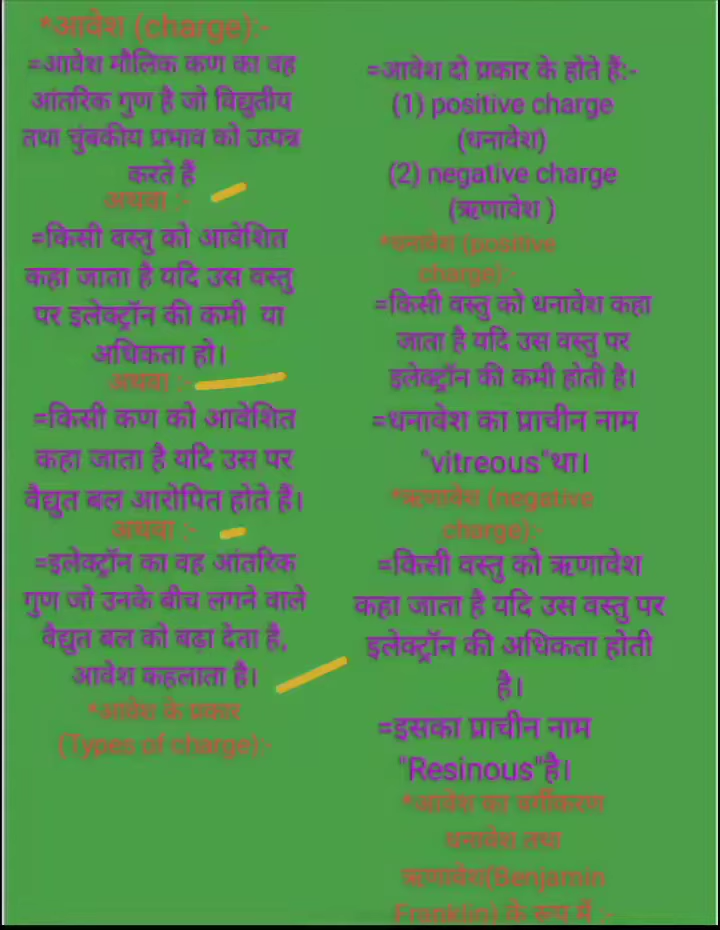 *आवेश (charge):-
=आवेश मौलिक कण का वह
आंतरिक गुण है जो विद्युतीय
तथा चुंबकीय प्रभाव को उत्पन्न
करते हैं
अथवा :-
=किसी वस्तु को आवेशित
कहा जाता है यदि उस वस्तु
पर इलेक्ट्रॉन की कमी या
अधिकता हो।
अथवा :-
=किसी कण को आवेशित
कहा जाता है यदि उस पर
वैद्युत बल आरोपित होते हैं।
अथवा :-
=इलेक्ट्रॉन का वह आंतरिक
गुण जो उनके बीच लगने वाले
वैद्युत बल को बढ़ा देता है,
आवेश कहलाता है।
*आवेश के प्रकार
(Types of charge):-
=आवेश दो प्रकार के होते हैं:-
(1) positive charge
(धनावेश)
(2) negative charge
(ऋणावेश )
*धनावेश (positive
charge):-
=किसी वस्तु को धनावेश कहा
जाता है यदि उस वस्तु पर
इलेक्ट्रॉन की कमी होती है।
=धनावेश का प्राचीन नाम
"vitreous"था।
*ऋणावेश (negative
charge):-
=किसी वस्तु को ऋणावेश
कहा जाता है यदि उस वस्तु पर
इलेक्ट्रॉन की अधिकता होती
है।
=इसका प्राचीन नाम
"Resinous"है।
*आवेश का वर्गीकरण
धनावेश तथा
ऋणावेश(Benjamin
Franklin) के रूप में :-